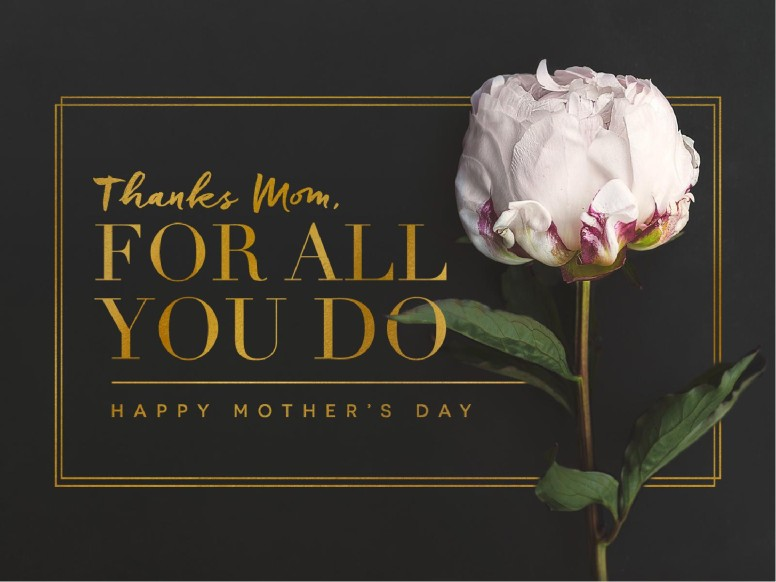 Thanks Mom,
FOR ALL
YOU DO
HAPPY MOTHER'S DAY